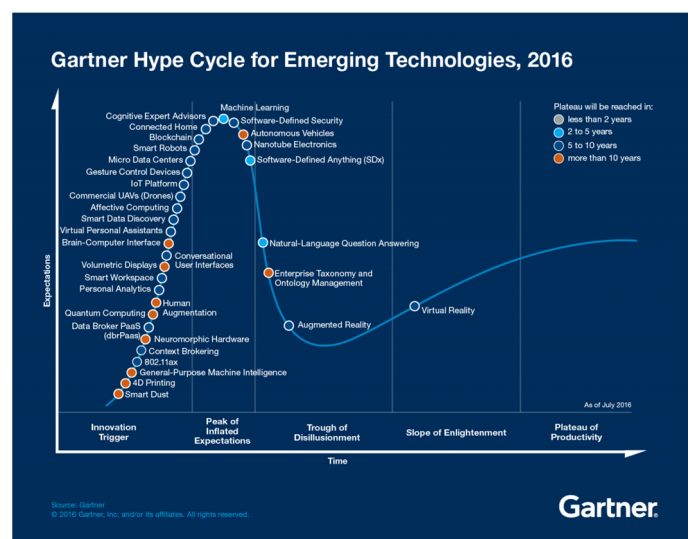 Gartner Hype Cycle for Emerging Technologies, 2016
Plateau will be reached in:
less than 2 years
2 to 5 years
5 to 10 years
more than 10 years
Expectations
Machine Learning
Cognitive Expert Advisors
Software-Defined Security
Connected Home
Autonomous Vehicles
Blockchain
Nanotube Electronics
Smart Robots
Micro Data Centers
Software-Defined Anything (SDx)
Gesture Control Devices
IoT Platform
Commercial UAVs (Drones)
Affective Computing
Smart Data Discovery
Virtual Personal Assistants
Brain-Computer Interface
Natural-Language Question Answering
Conversational
User Interfaces
Volumetric Displays
Enterprise Taxonomy and
Ontology Management
Smart Workspace
Personal Analytics
Human
Augmentation
Virtual Reality
Quantum Computing
Data Broker PaaS
(dbrPaas)
Augmented Reality
Neuromorphic Hardware
Context Brokering
802.11ax
General-Purpose Machine Intelligence
4D Printing
Smart Dust
As of July 2016
Innovation
Trigger
Peak of
Inflated
Expectations
Trough of
Disillusionment
Slope of Enlightenment
Plateau of
Productivity
Time
Source: Gartner
© 2016 Gartner, Inc. and/or its affiliates. All rights reserved.
Gartner